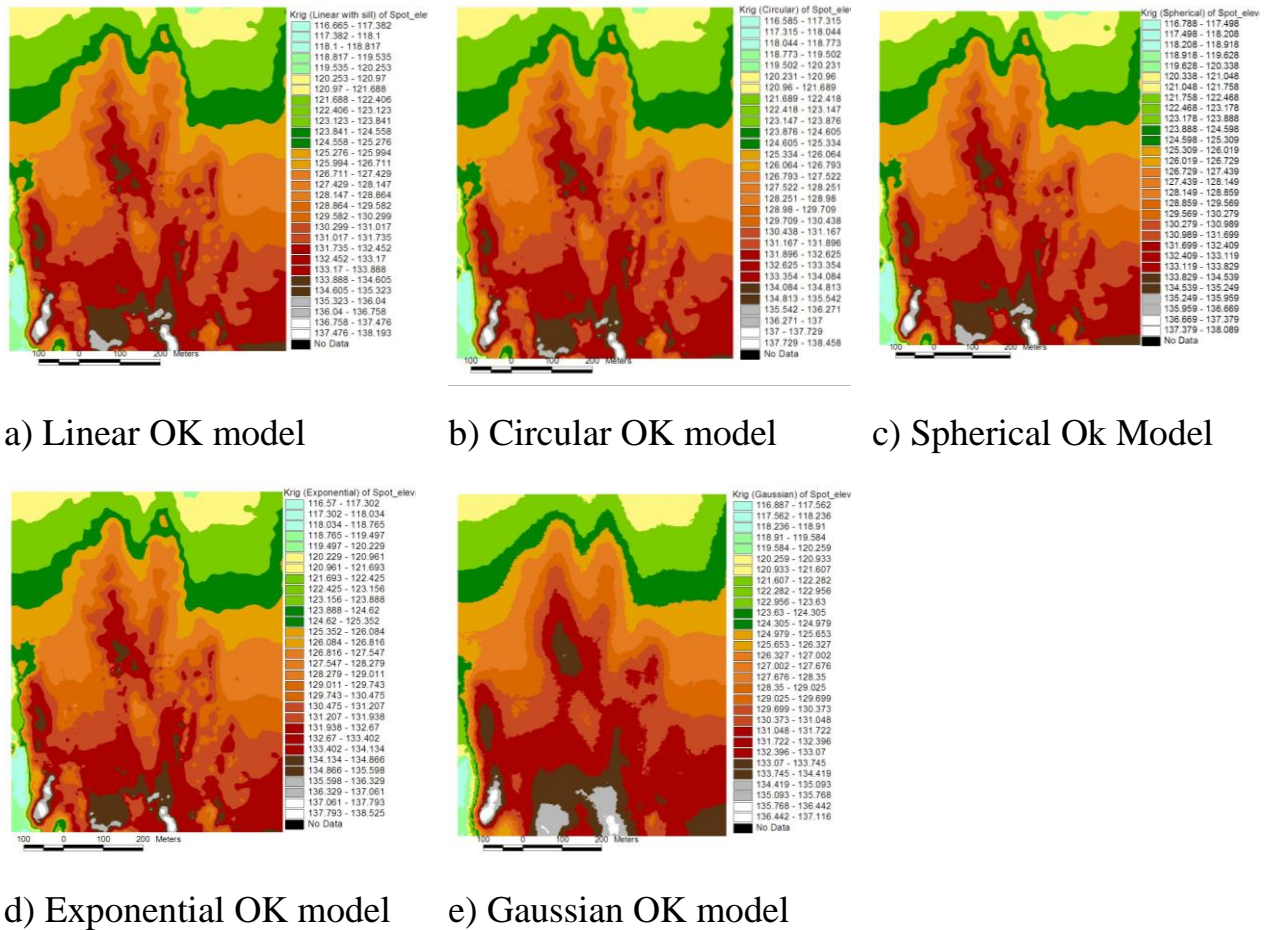 Krig (Linear with sill) of Spot_elev
116.665 - 117.382
117.382 - 118.1
118.1 - 118.817
118.817 - 119.535
119.535 - 120.253
120.253 - 120.97
120.97 - 121.688
121.688 - 122.406
122.406 - 123.123
123.123 - 123.841
123.841 - 124.558
124.558 - 125.276
125.276 - 125.994
125.994 - 126.711
126.711 - 127.429
127.429 - 128.147
128.147 - 128.864
128.864 - 129.582
129.582 - 130.299
130.299 - 131.017
131.017 - 131.735
131.735 - 132.452
132.452 - 133.17
133.17 - 133.888
133.888 - 134.605
134.605 - 135.323
135.323 - 136.04
136.04 - 136.758
136.758 - 137.476
137.476 - 138.193
No Data
100 0 100 200 Meters
Krig (Circular) of Spot_elev
116.585 - 117.315
117.315 - 118.044
118.044 - 118.773
118.773 - 119.502
119.502 - 120.231
120.231 - 120.96
120.96 - 121.689
121.689 - 122.418
122.418 - 123.147
123.147 - 123.876
123.876 - 124.605
124.605 - 125.334
125.334 - 126.064
126.064 - 126.793
126.793 - 127.522
127.522 - 128.251
128.251 - 128.98
128.98 - 129.709
129.709 - 130.438
130.438 - 131.167
131.167 - 131.896
131.896 - 132.625
132.625 - 133.354
133.354 - 134.084
134.084 - 134.813
134.813 - 135.542
135.542 - 136.271
136.271 - 137
137 - 137.729
137.729 - 138.458
No Data
100 0 100 200 Meters
Krig (Spherical) of Spot_elev
116.788 - 117.498
117.498 - 118.208
118.208 - 118.918
118.918 - 119.628
119.628 - 120.338
120.338 - 121.048
121.048 - 121.758
121.758 - 122.468
122.468 - 123.178
123.178 - 123.888
123.888 - 124.598
124.598 - 125.309
125.309 - 126.019
126.019 - 126.729
126.729 - 127.439
127.439 - 128.149
128.149 - 128.859
128.859 - 129.569
129.569 - 130.279
130.279 - 130.989
130.989 - 131.699
131.699 - 132.409
132.409 - 133.119
133.119 - 133.829
133.829 - 134.539
134.539 - 135.249
135.249 - 135.959
135.959 - 136.669
136.669 - 137.379
137.379 - 138.089
No Data
100 0 100 200 Meters
a) Linear OK model
b) Circular OK model
c) Spherical Ok Model
Krig (Exponential) of Spot_elev
116.57 - 117.302
117.302 - 118.034
118.034 - 118.765
118.765 - 119.497
119.497 - 120.229
120.229 - 120.961
120.961 - 121.693
121.693 - 122.425
122.425 - 123.156
123.156 - 123.888
123.888 - 124.62
124.62 - 125.352
125.352 - 126.084
126.084 - 126.816
126.816 - 127.547
127.547 - 128.279
128.279 - 129.011
129.011 - 129.743
129.743 - 130.475
130.475 - 131.207
131.207 - 131.938
131.938 - 132.67
132.67 - 133.402
133.402 - 134.134
134.134 - 134.866
134.866 - 135.598
135.598 - 136.329
136.329 - 137.061
137.061 - 137.793
137.793 - 138.525
No Data
100 0 100 200 Meters
Krig (Gaussian) of Spot_elev
116.887 - 117.562
117.562 - 118.236
118.236 - 118.91
118.91 - 119.584
119.584 - 120.259
120.259 - 120.933
120.933 - 121.607
121.607 - 122.282
122.282 - 122.956
122.956 - 123.63
123.63 - 124.305
124.305 - 124.979
124.979 - 125.653
125.653 - 126.327
126.327 - 127.002
127.002 - 127.676
127.676 - 128.35
128.35 - 129.025
129.025 - 129.699
129.699 - 130.373
130.373 - 131.048
131.048 - 131.722
131.722 - 132.396
132.396 - 133.07
133.07 - 133.745
133.745 - 134.419
134.419 - 135.093
135.093 - 135.768
135.768 - 136.442
136.442 - 137.116
No Data
100 0 100 200 Meters
d) Exponential OK model
e) Gaussian OK model